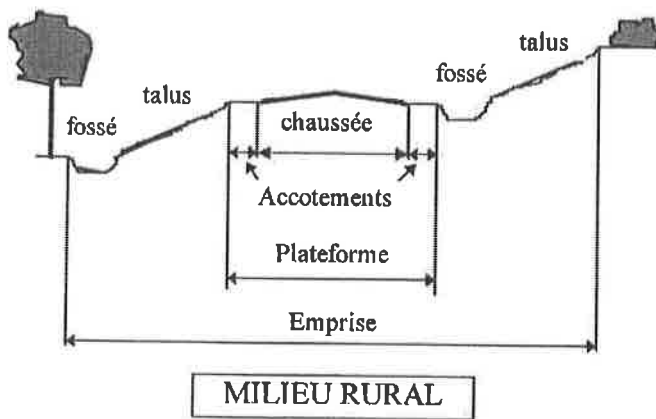 talus
fossé
talus
fossé
chaussée
Accotements
Plateforme
Emprise
MILIEU RURAL